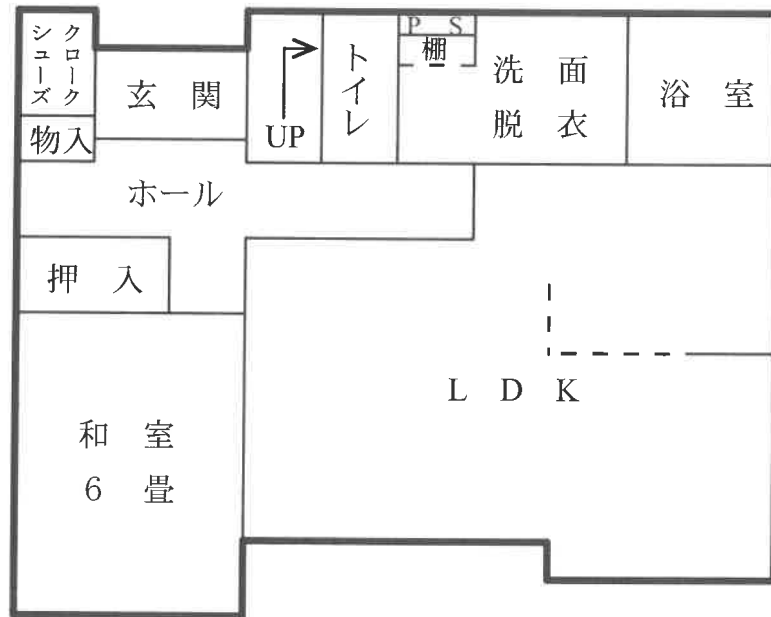 シューズ
クローク
玄関
物入
UP
トイレ
PS
棚
洗面
脱衣
浴室
ホール
押入
LDK
和室
6畳